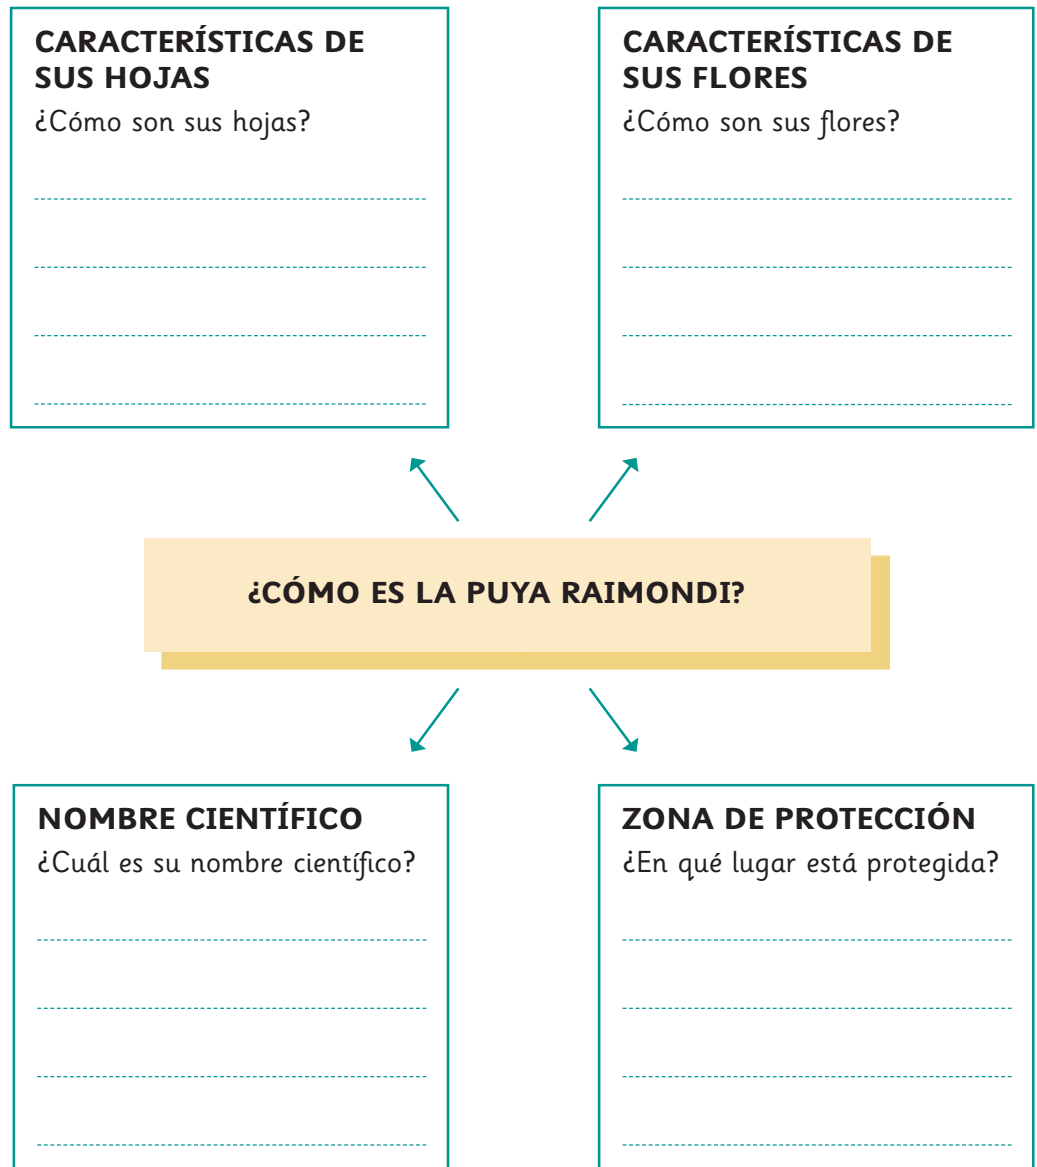 CARACTERÍSTICAS DE
SUS HOJAS
¿Cómo son sus hojas?
CARACTERÍSTICAS DE
SUS FLORES
¿Cómo son sus flores?
¿CÓMO ES LA PUYA RAIMONDI?
NOMBRE CIENTÍFICO
¿Cuál es su nombre científico?
ZONA DE PROTECCIÓN
¿En qué lugar está protegida?